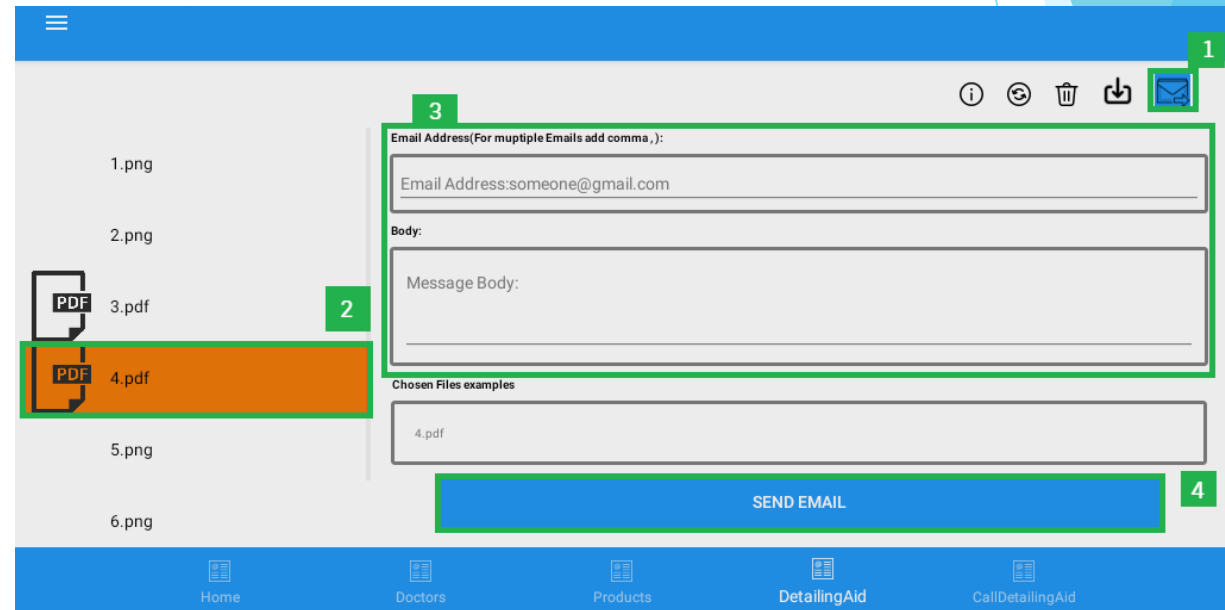 1
3
Email Address(For muptiple Emails add comma , ):
Email Address:someone@gmail.com
Body:
Message Body:
1.png
2.png
PDF 3.pdf
2
PDF 4.pdf
5.png
6.png
Chosen Files examples
4.pdf
SEND EMAIL
4
Home Doctors Products DetailingAid CallDetailingAid